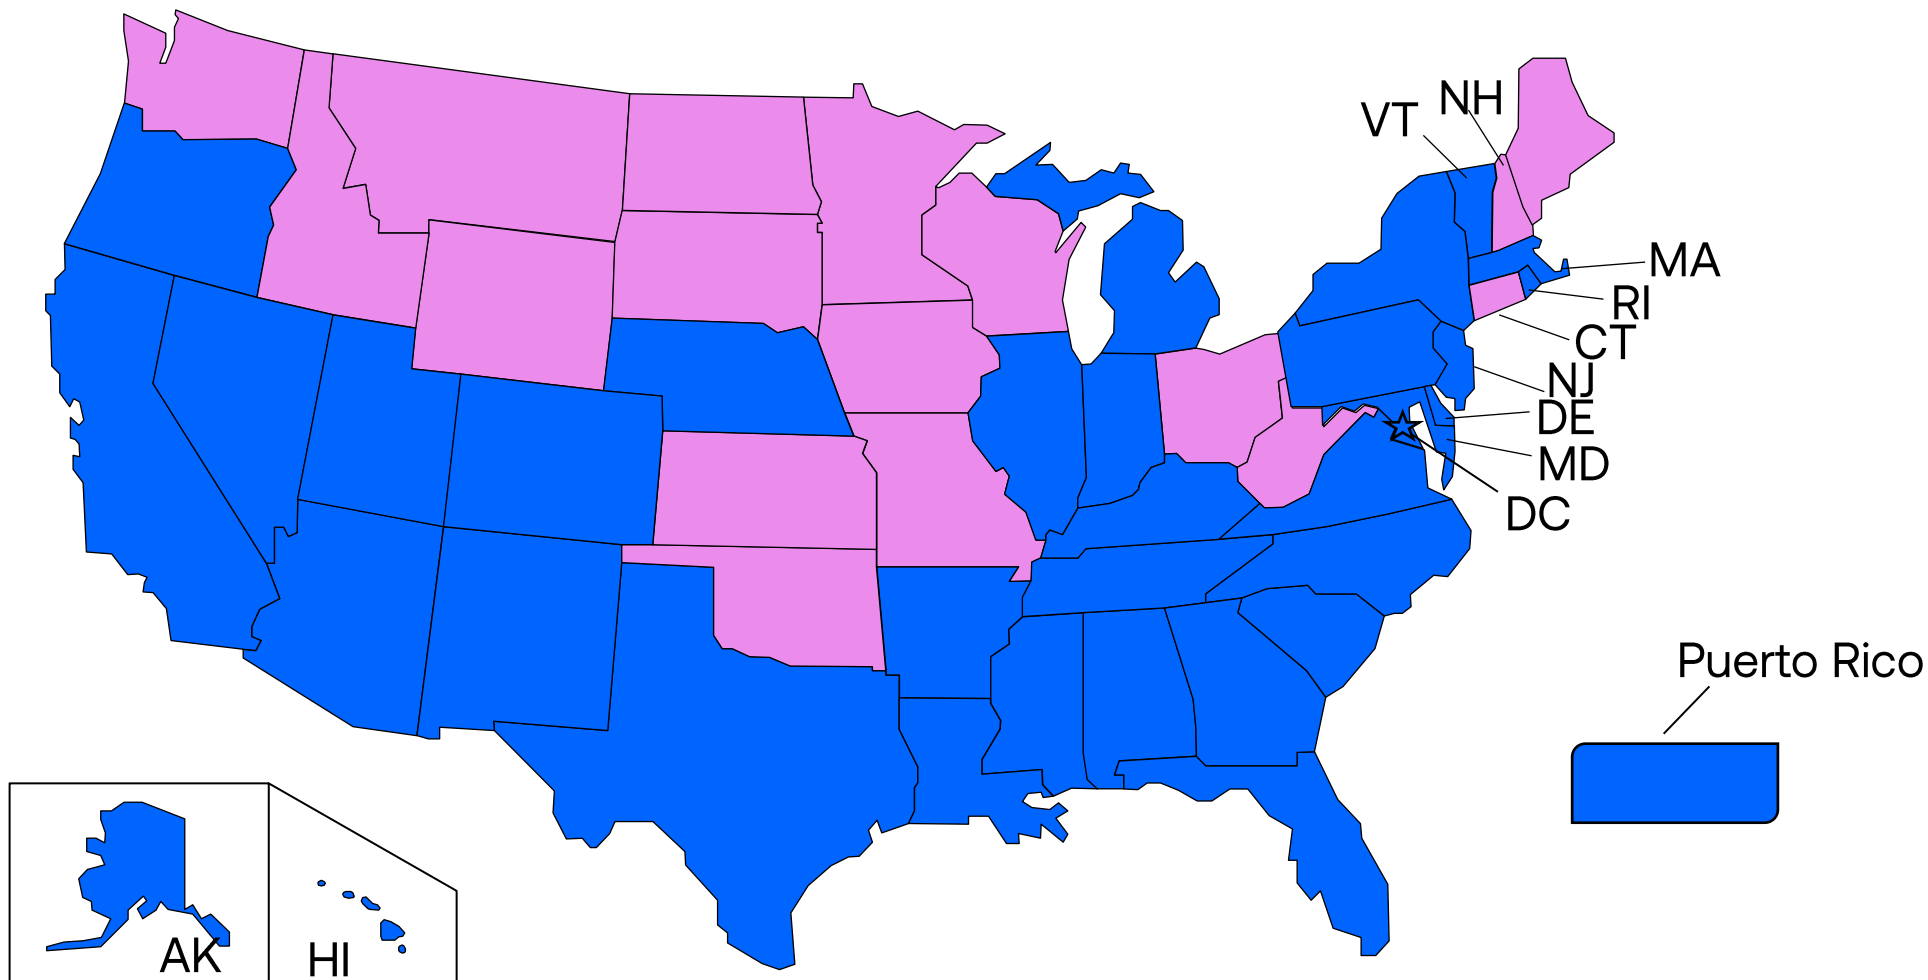 NH
VT
MA
RI
CT
NJ
DE
MD
DC
Puerto Rico
AK
HI